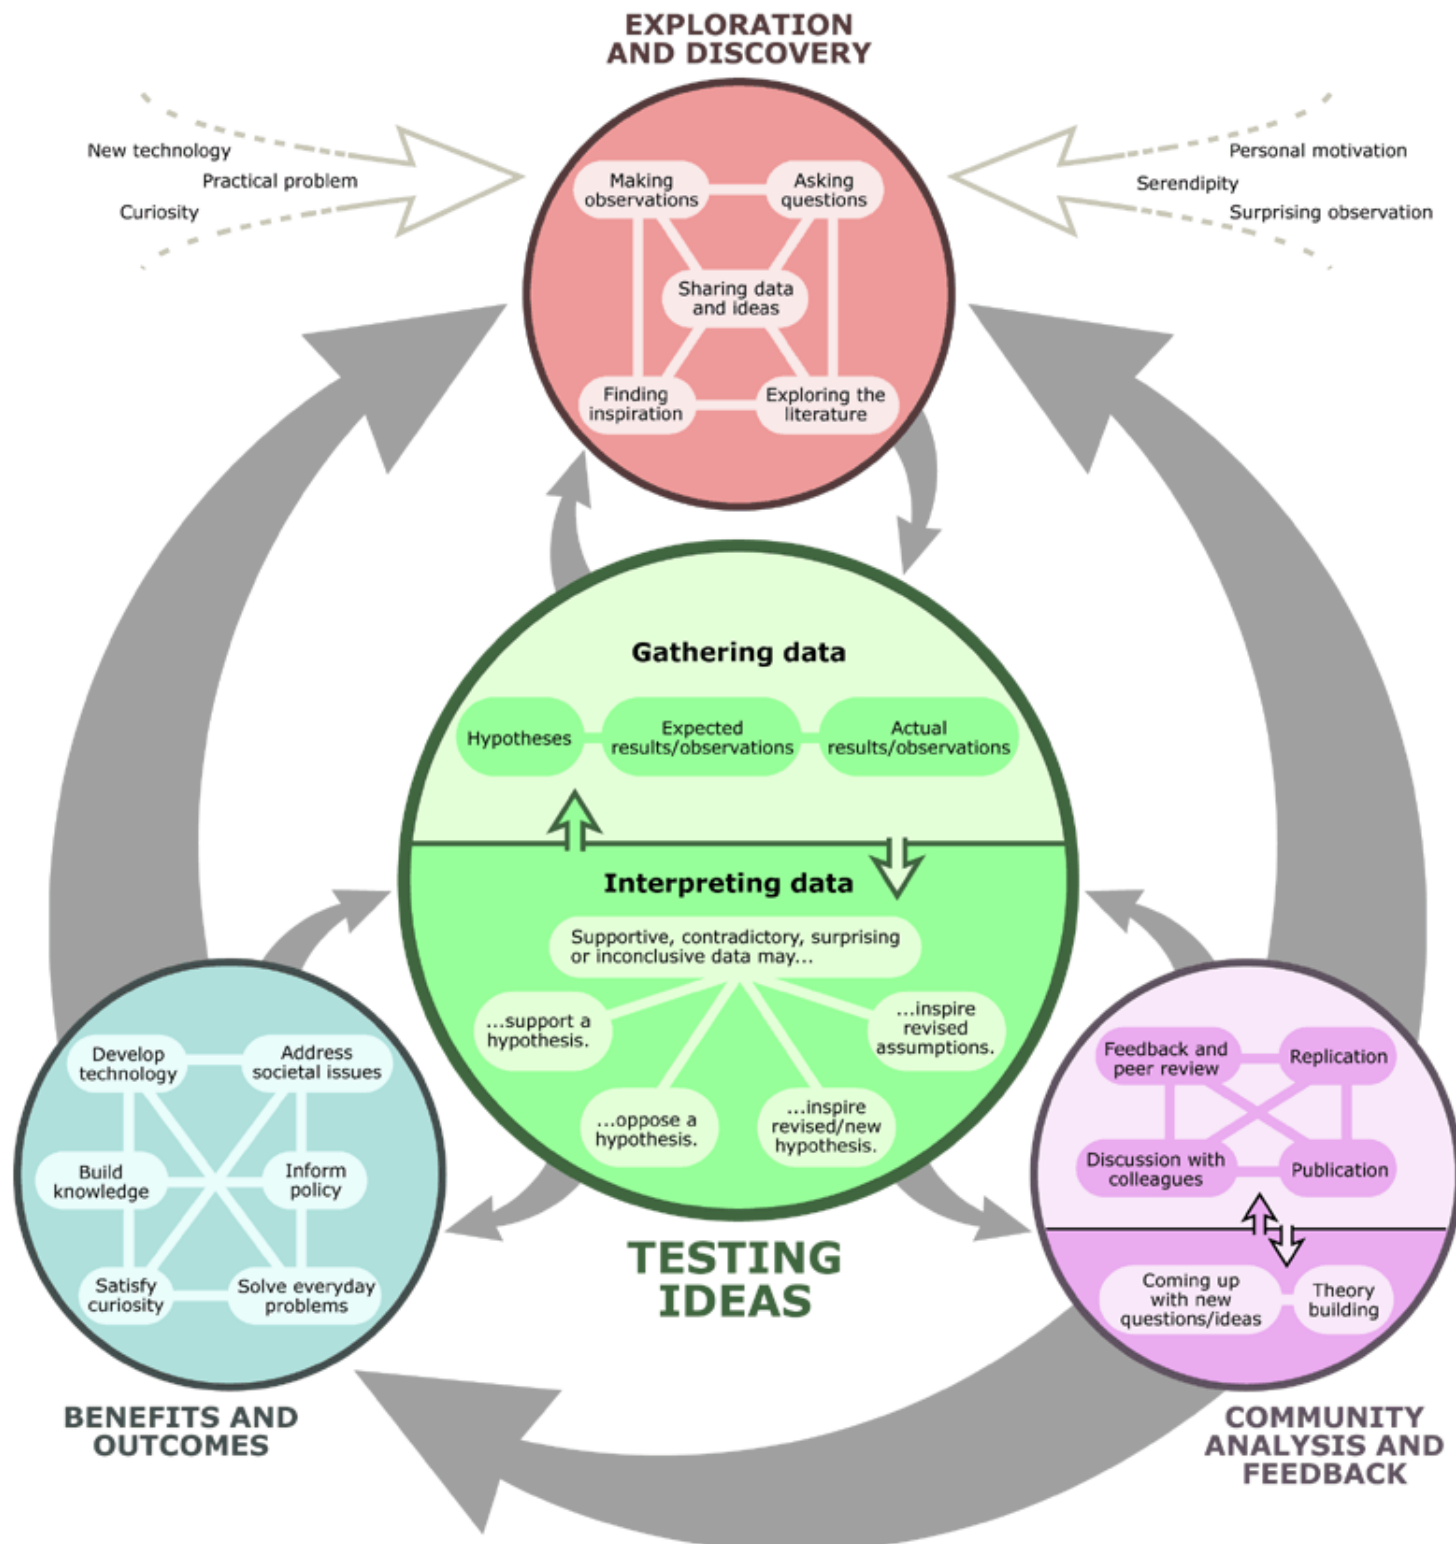 EXPLORATION
AND DISCOVERY
New technology
Practical problem
Curiosity
Personal motivation
Serendipity
Surprising observation
Making
observations
Asking
questions
Sharing data
and ideas
Finding
inspiration
Exploring the
literature
Gathering data
Hypotheses
Expected
results/observations
Actual
results/observations
Interpreting data
Supportive, contradictory, surprising
or inconclusive data may...
...support a
hypothesis.
...oppose a
hypothesis.
...inspire
revised/new
hypothesis.
...inspire
revised
assumptions.
TESTING
IDEAS
Develop
technology
Address
societal issues
Build
knowledge
Inform
policy
Satisfy
curiosity
Solve everyday
problems
BENEFITS AND
OUTCOMES
Feedback and
peer review
Replication
Discussion with
colleagues
Publication
Coming up
with new
questions/ideas
Theory
building
COMMUNITY
ANALYSIS AND
FEEDBACK